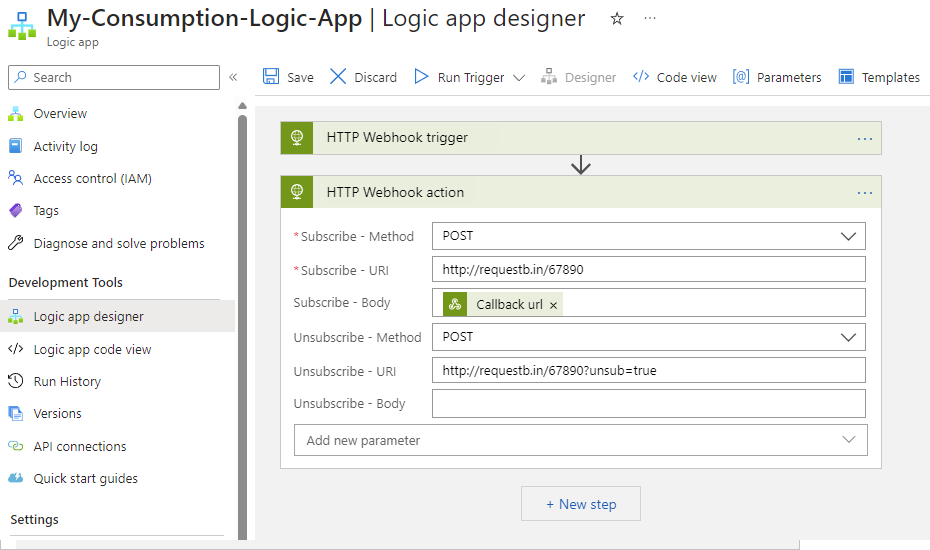 My-Consumption-Logic-App | Logic app designer ☆ ...
Logic app
Search «
Save Discard Run Trigger Designer Code view Parameters Templates
Overview
Activity log
Access control (IAM)
Tags
Diagnose and solve problems
Development Tools
Logic app designer
Logic app code view
Run History
Versions
API connections
Quick start guides
Settings
HTTP Webhook trigger ...
HTTP Webhook action ...
*Subscribe - Method POST
*Subscribe - URI http://requestb.in/67890
Subscribe - Body Callback url ×
Unsubscribe - Method POST
Unsubscribe - URI http://requestb.in/67890?unsub=true
Unsubscribe - Body
Add new parameter
+ New step